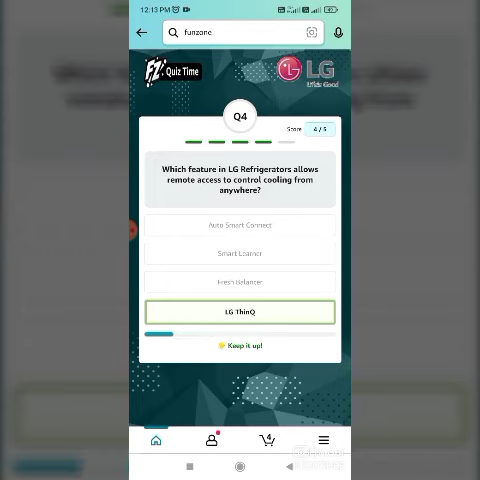 12:13 PM
funzone
FZ Quiz Time
LG
Life's Good
Q4
Score 4 / 5
Which feature in LG Refrigerators allows
remote access to control cooling from
anywhere?
Auto Smart Connect
Smart Learner
Fresh Balancer
LG ThinQ
Keep it up!
4